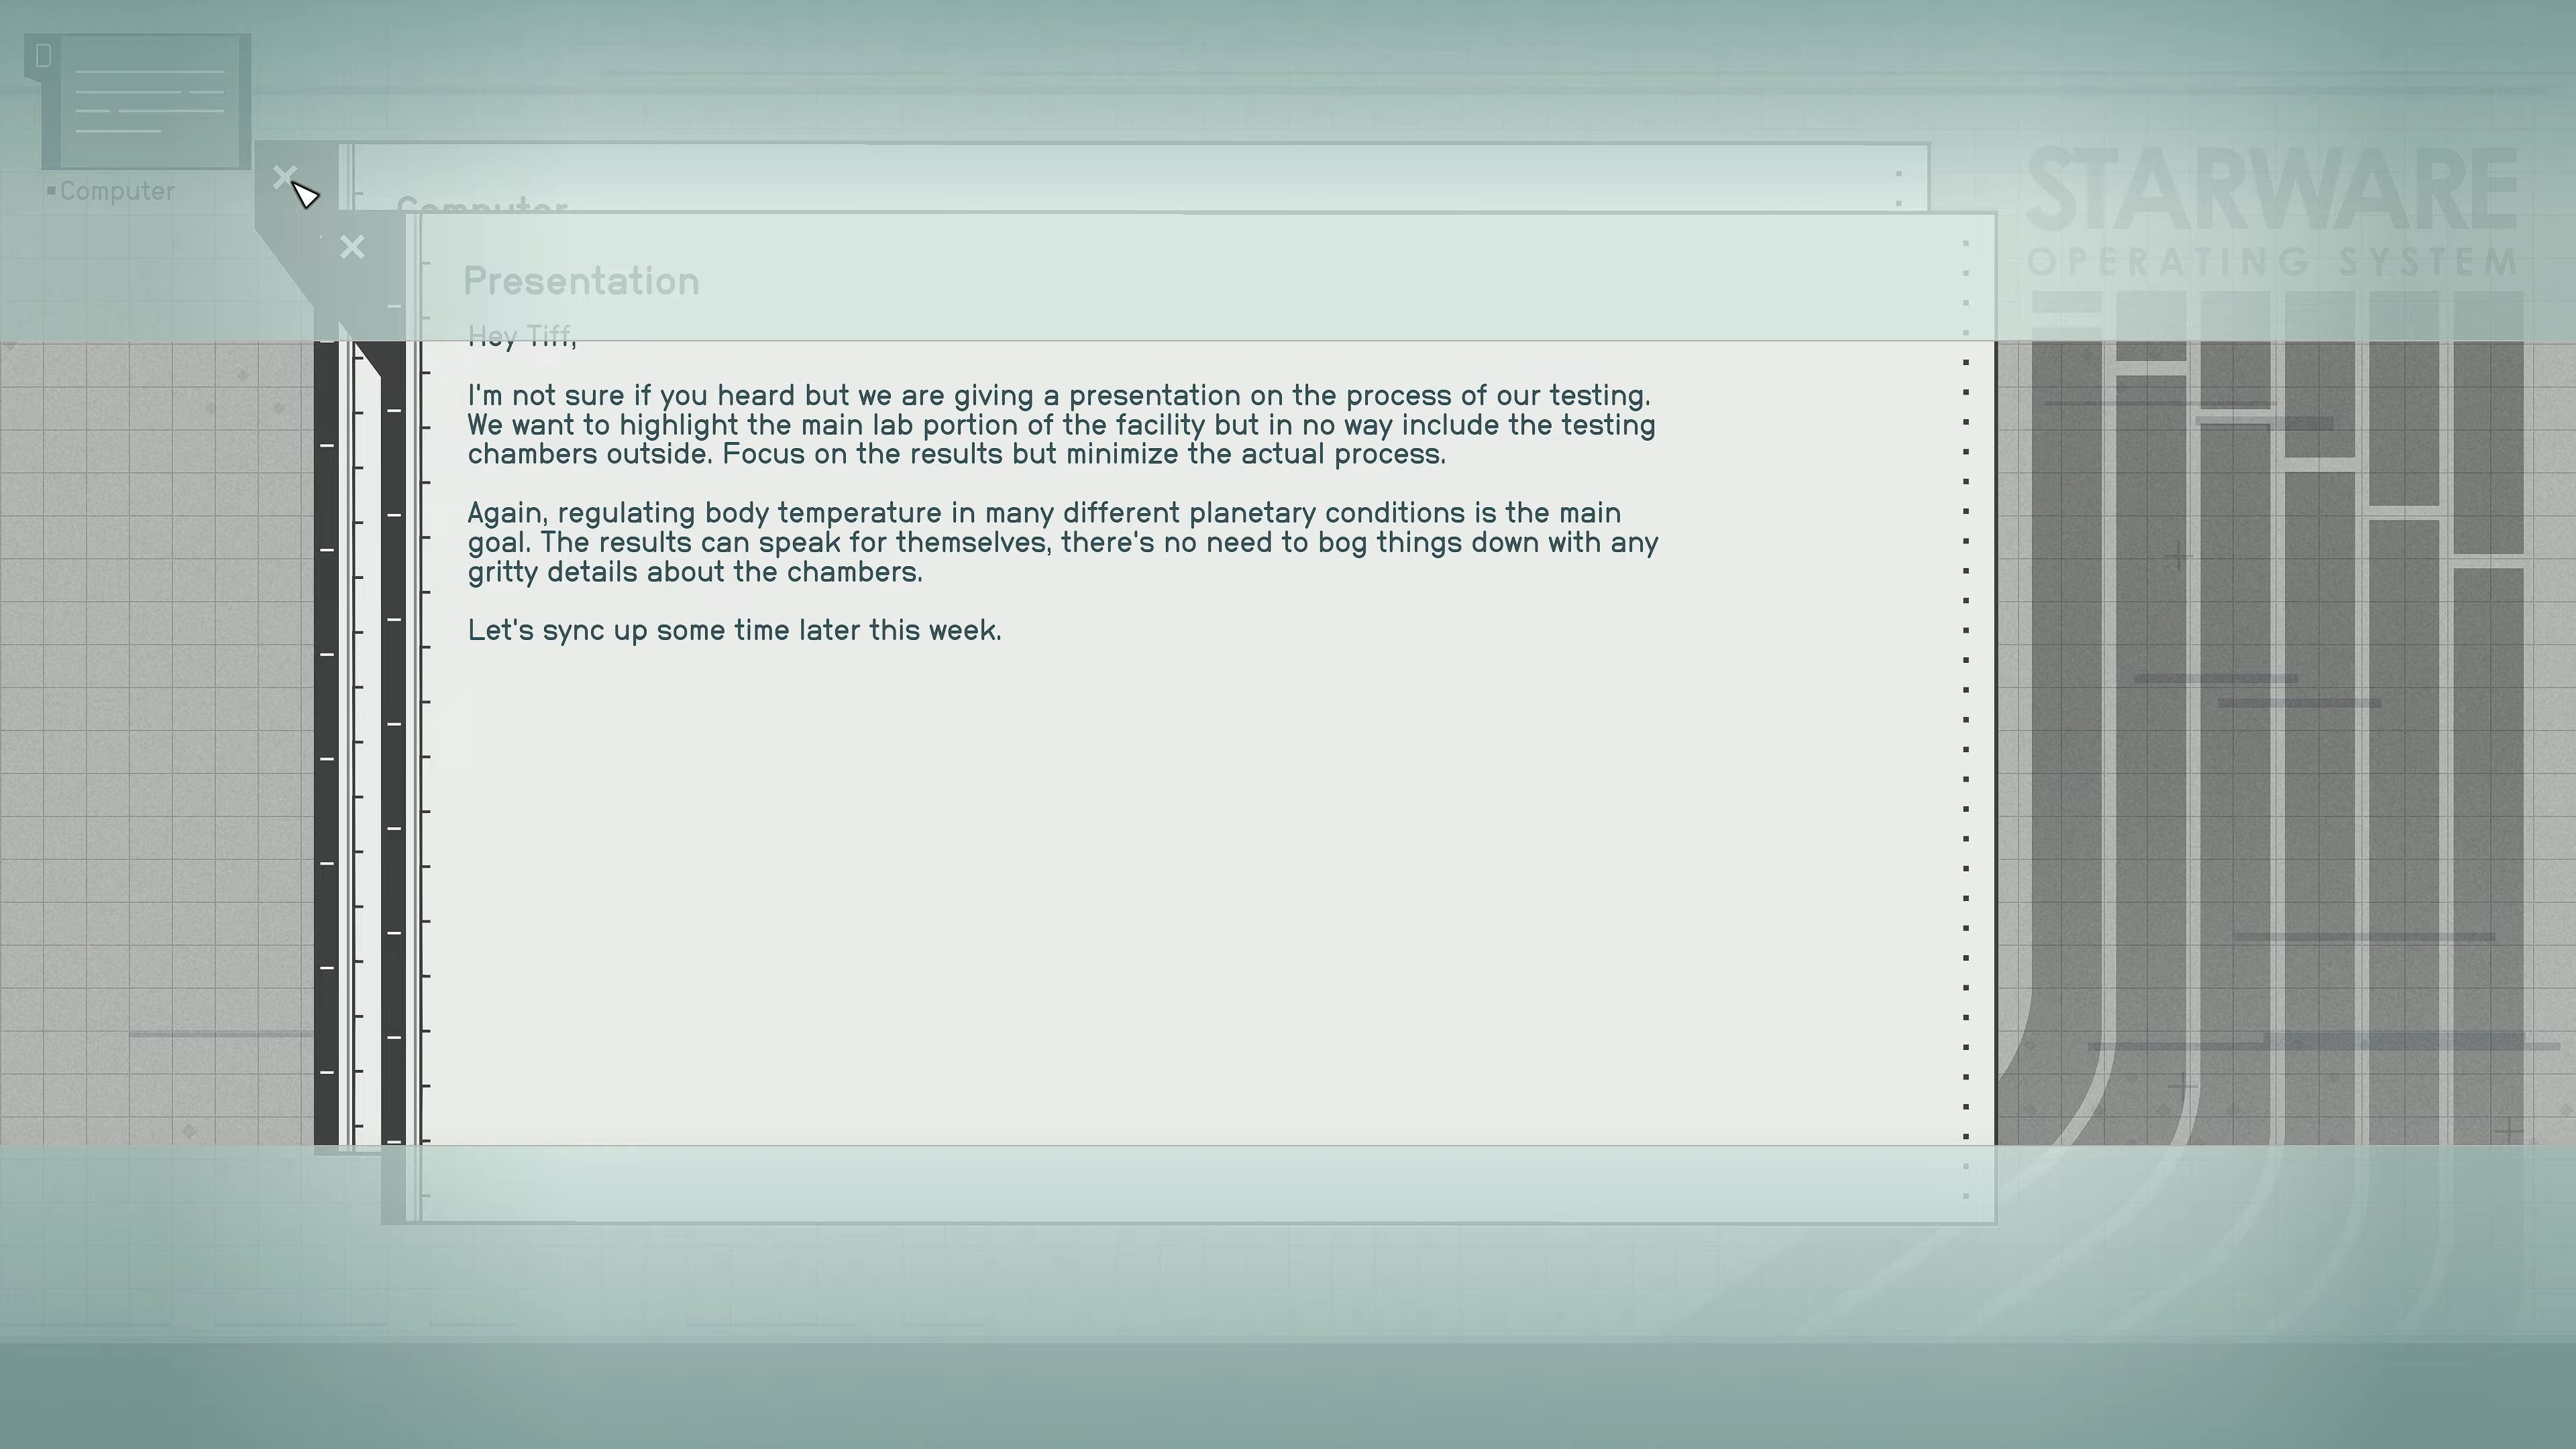 Computer
STARWARE
OPERATING SYSTEM
Computer
Presentation
Hey Tiff,
I'm not sure if you heard but we are giving a presentation on the process of our testing.
We want to highlight the main lab portion of the facility but in no way include the testing
chambers outside. Focus on the results but minimize the actual process.
Again, regulating body temperature in many different planetary conditions is the main
goal. The results can speak for themselves, there's no need to bog things down with any
gritty details about the chambers.
Let's sync up some time later this week.